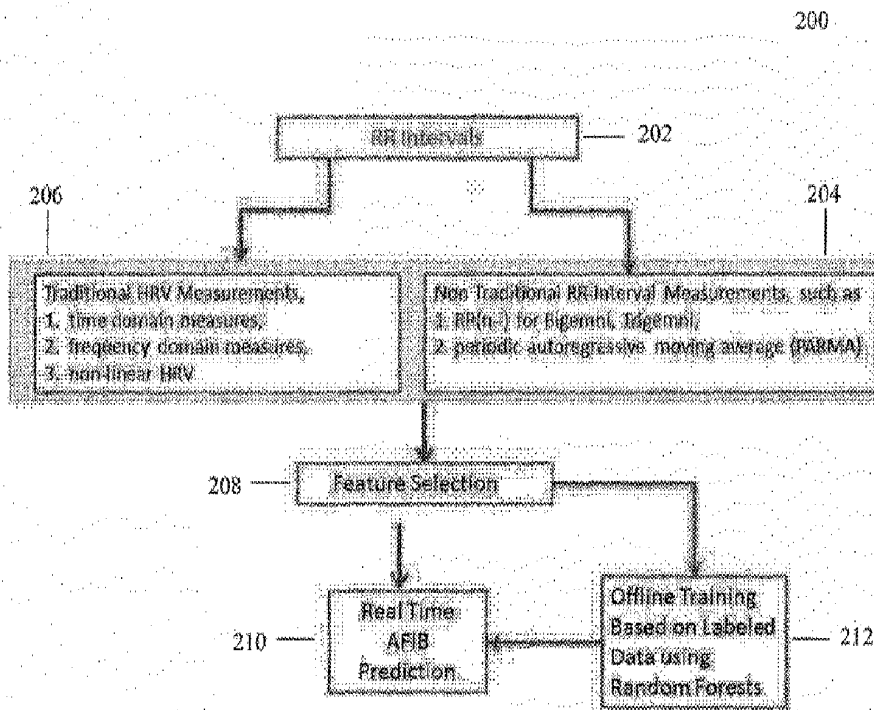 200
RR Intervals
202
206
204
Traditional HRV Measurements,
1. time domain measures,
2. frequency domain measures,
3. non-linear HRV
Non Traditional RR-Interval Measurements, such as
1. RR(n-) for Bigemni, Tdgemni,
2. periodic autoregressive moving average (PARMA)
208
Feature Selection
210
Real Time
AFIB
Prediction
Offline Training
Based on Labeled
Data using
Random Forests
212